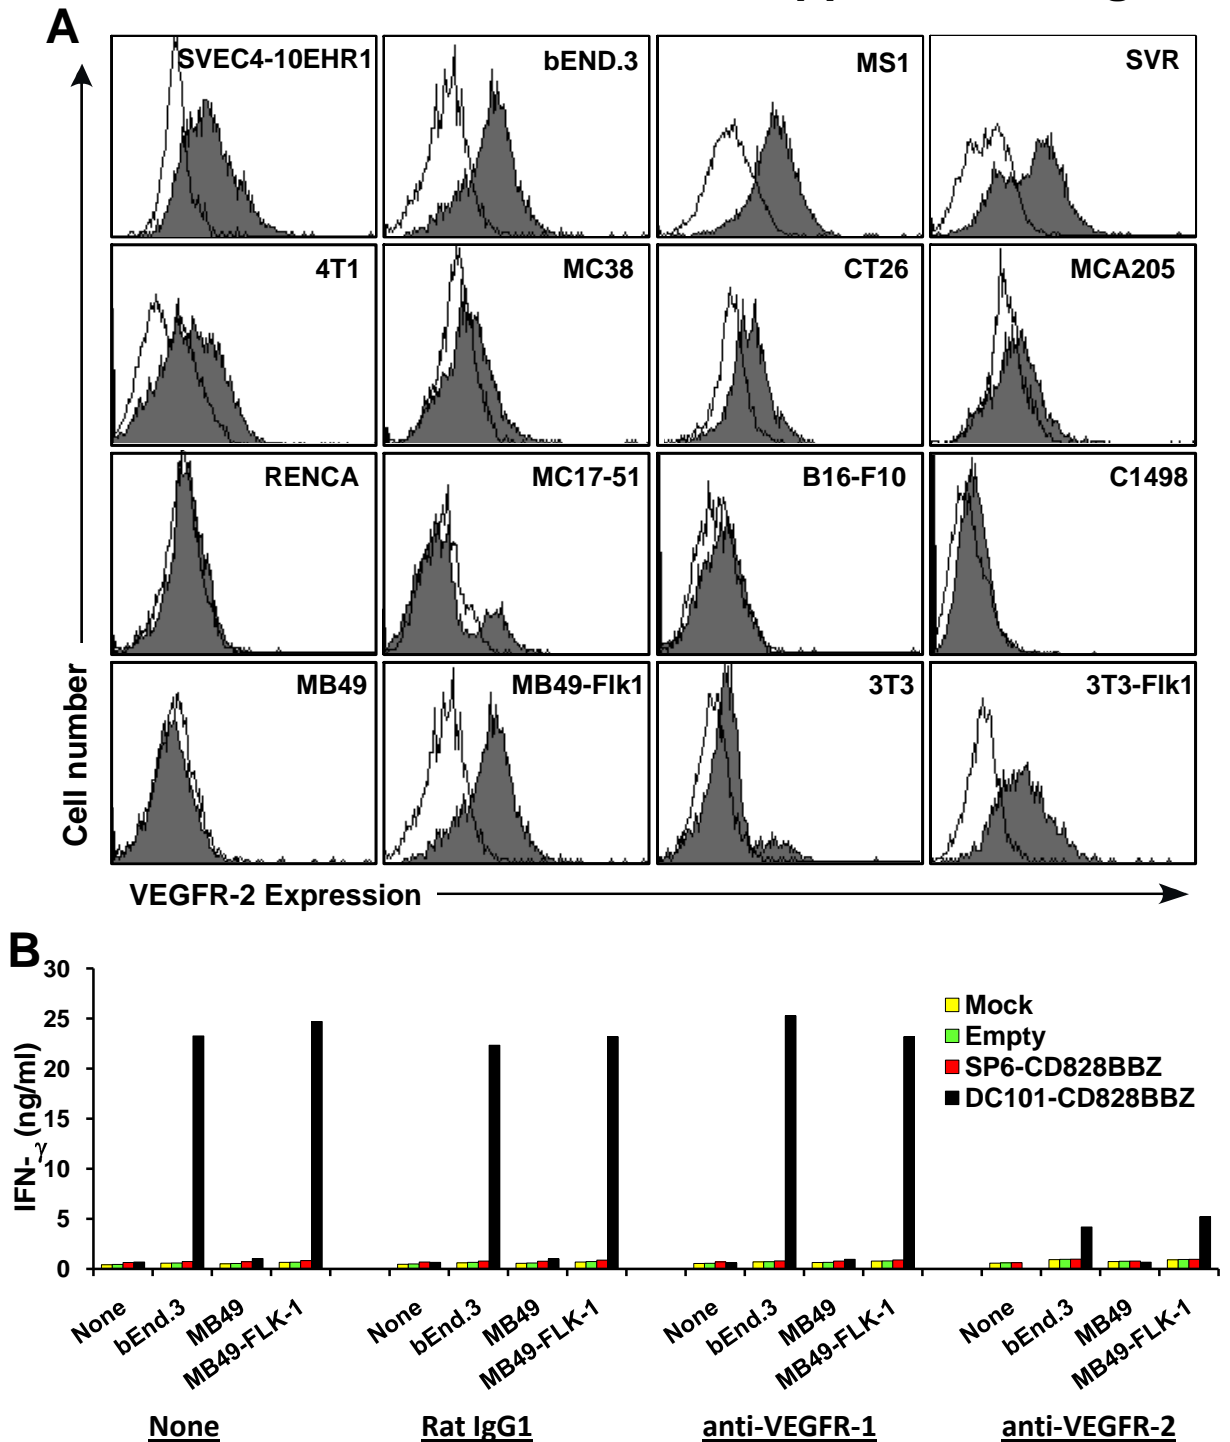 A
SVEC4-10EHR1
bEND.3
MS1
SVR
4T1
MC38
CT26
MCA205
RENCA
MC17-51
B16-F10
C1498
MB49
MB49-Flk1
3T3
3T3-Flk1
Cell number
VEGFR-2 Expression
B
30
25
20
15
10
5
0
IFN-γ (ng/ml)
Mock
Empty
SP6-CD828BBZ
DC101-CD828BBZ
None bEnd.3 MB49 MB49-FLK-1 None bEnd.3 MB49 MB49-FLK-1 None bEnd.3 MB49 MB49-FLK-1 None bEnd.3 MB49 MB49-FLK-1
None Rat IgG1 anti-VEGFR-1 anti-VEGFR-2